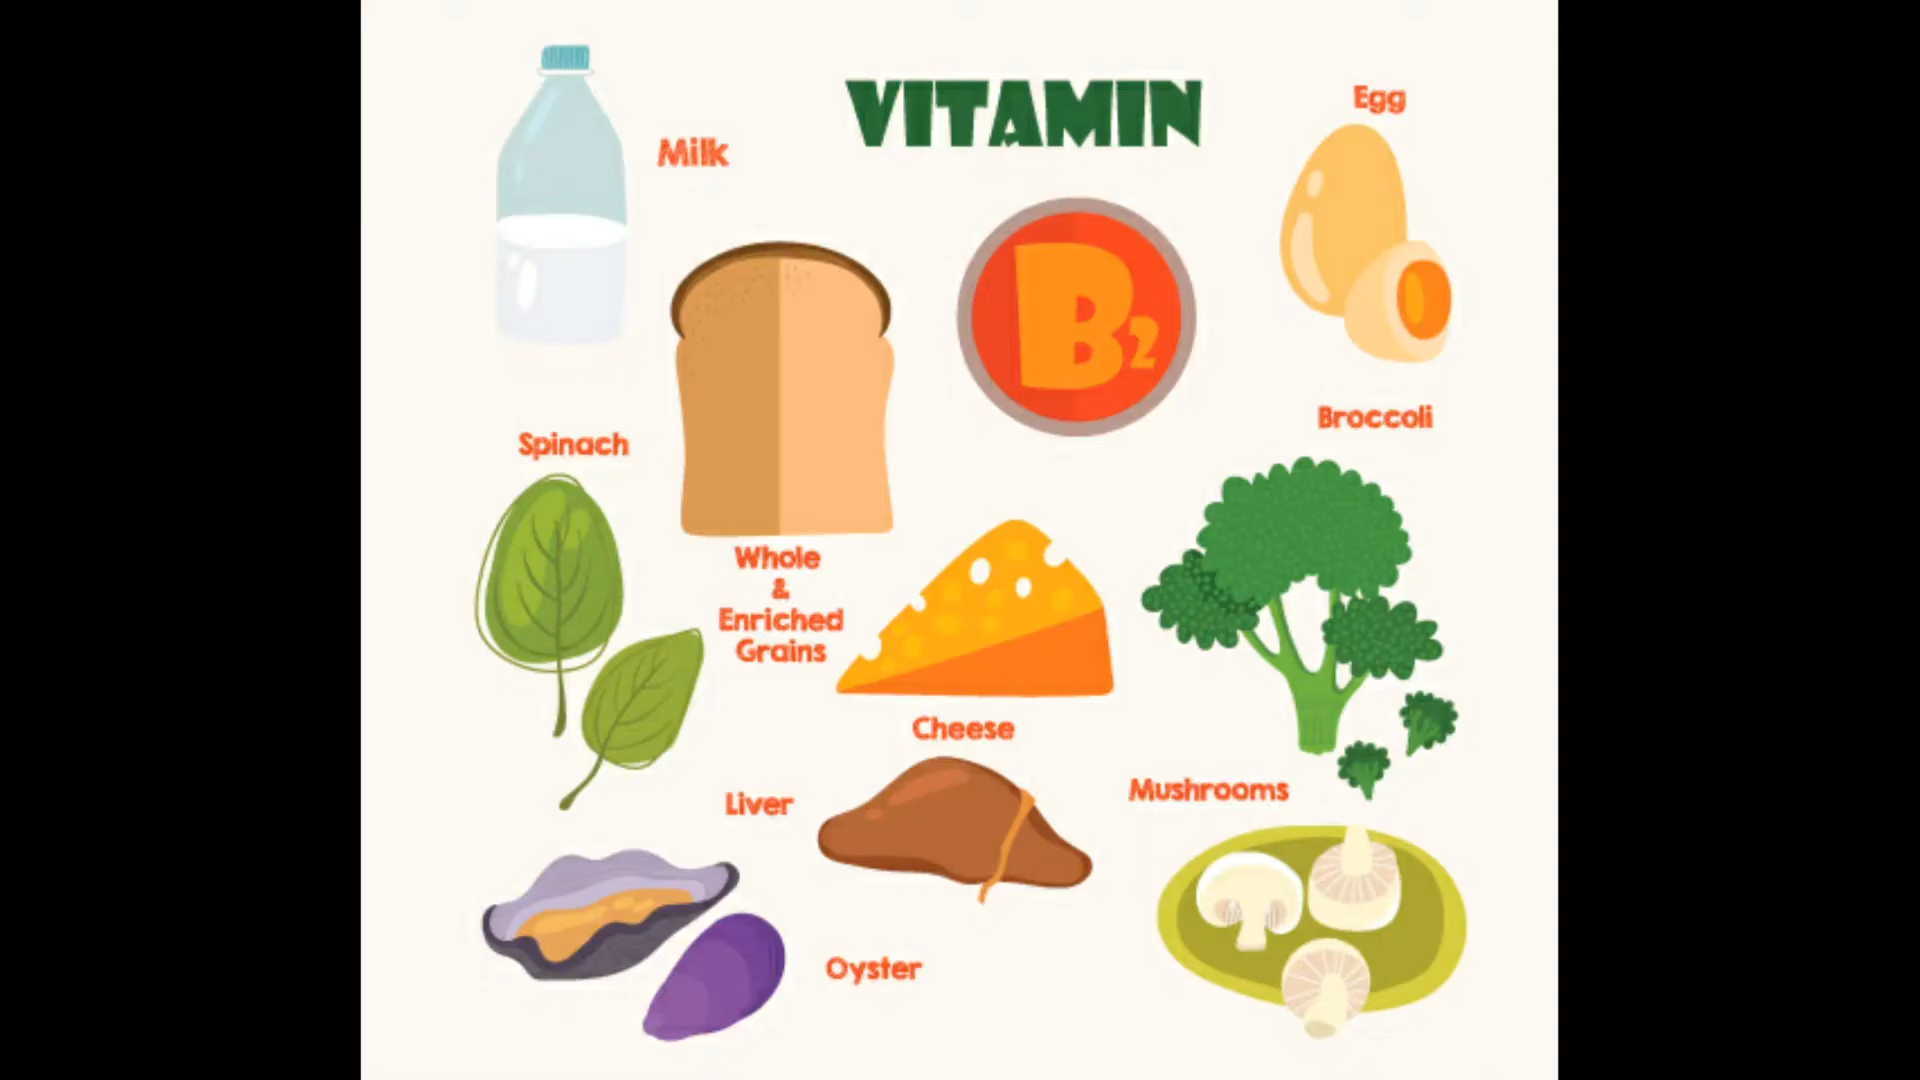 VITAMIN
Egg
Milk
B2
Broccoli
Spinach
Whole
&
Enriched
Grains
Cheese
Mushrooms
Liver
Oyster